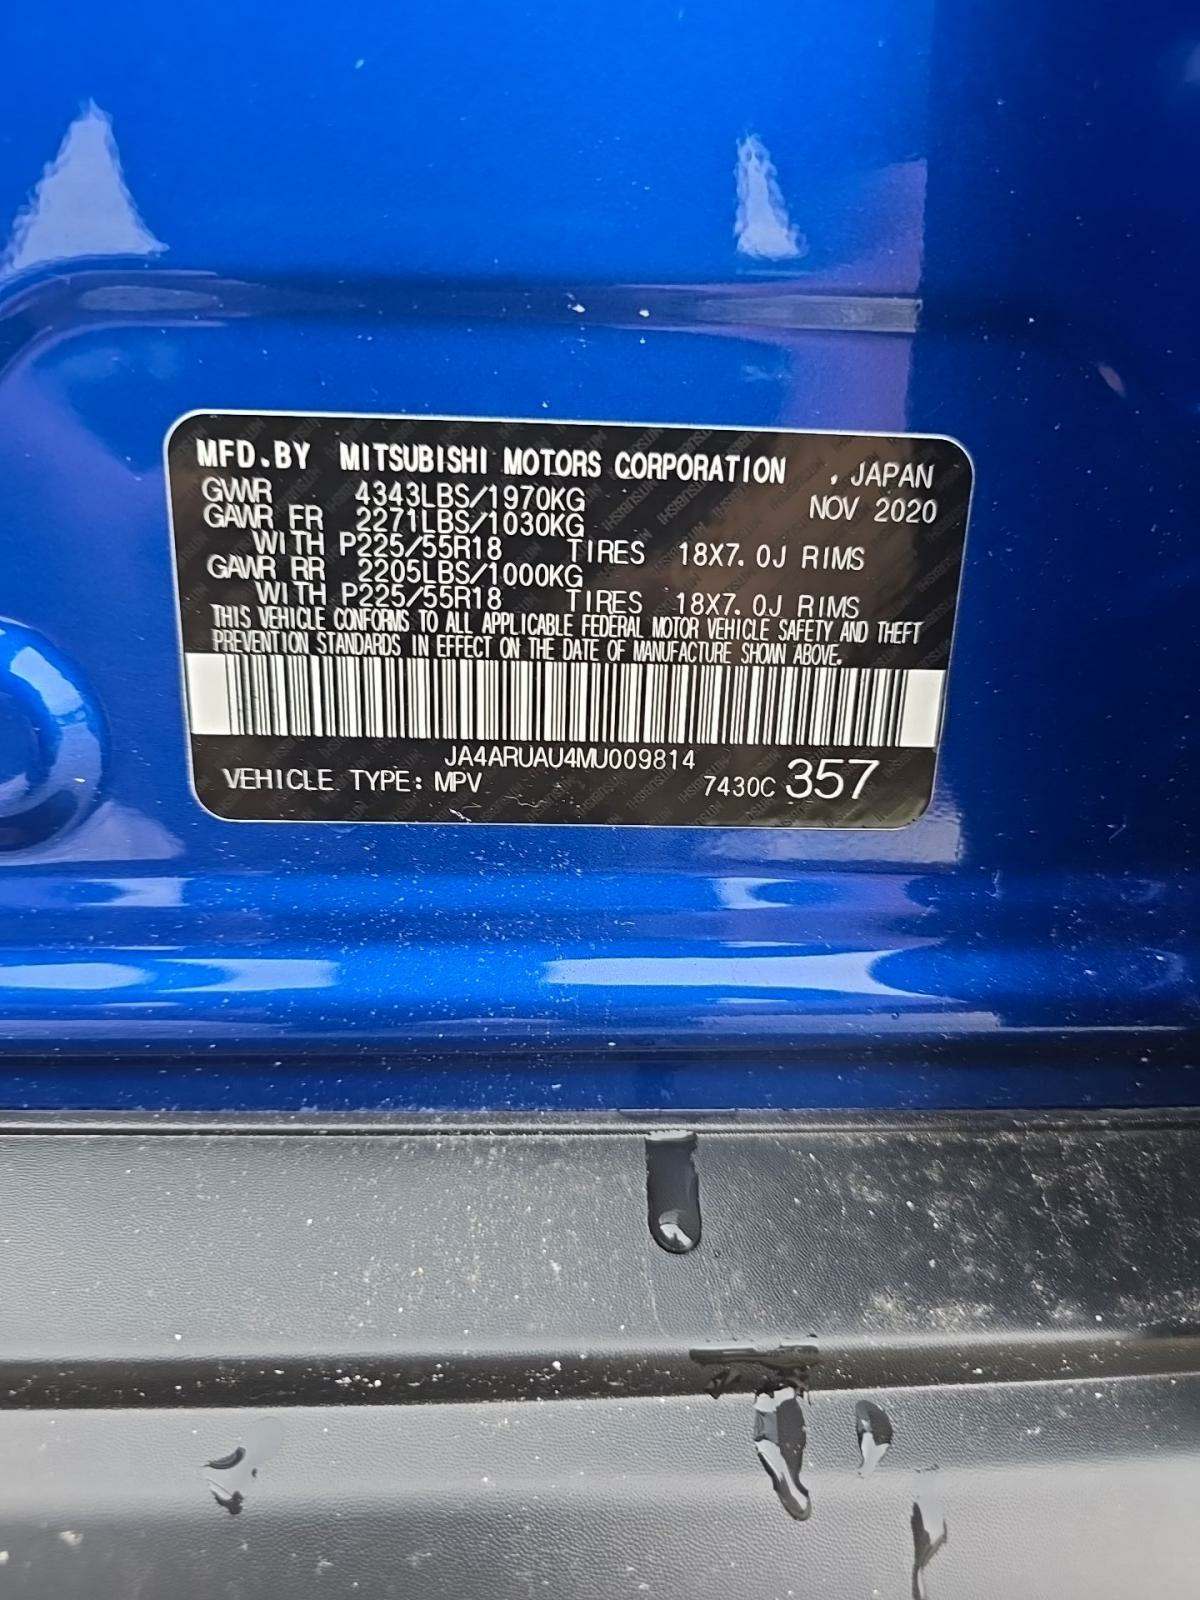 MFD.BY MITSUBISHI MOTORS CORPORATION , JAPAN
GVWR 4343LBS/1970KG NOV 2020
GAWR FR 2271LBS/1030KG
WITH P225/55R18 TIRES 18X7.0J RIMS
GAWR RR 2205LBS/1000KG
WITH P225/55R18 TIRES 18X7.0J RIMS
THIS VEHICLE CONFORMS TO ALL APPLICABLE FEDERAL MOTOR VEHICLE SAFETY AND THEFT
PREVENTION STANDARDS IN EFFECT ON THE DATE OF MANUFACTURE SHOWN ABOVE.
JA4ARUAU4MU009814
VEHICLE TYPE: MPV 7430C 357